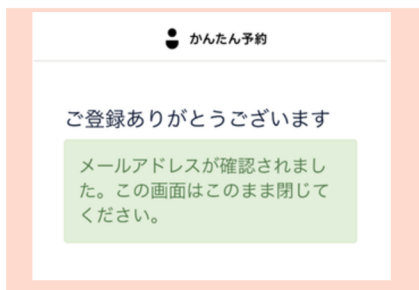 かんたん予約
ご登録ありがとうございます
メールアドレスが確認されまし
た。この画面はこのまま閉じて
ください。